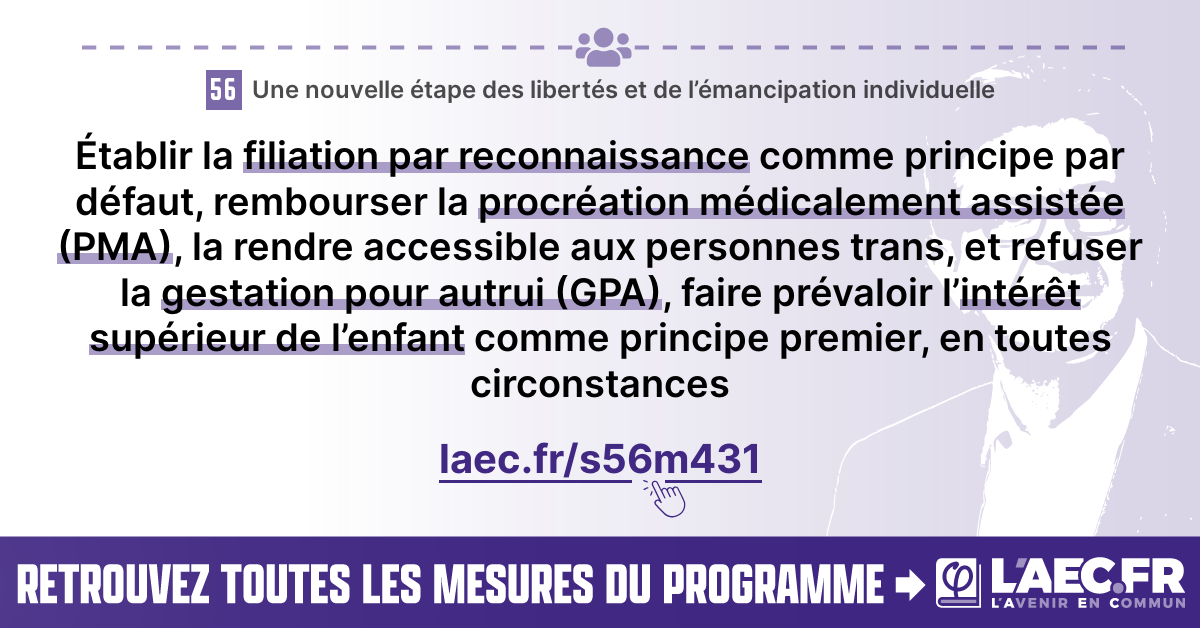 56 Une nouvelle étape des libertés et de l’émancipation individuelle
Établir la filiation par reconnaissance comme principe par
défaut, rembourser la procréation médicalement assistée
(PMA), la rendre accessible aux personnes trans, et refuser
la gestation pour autrui (GPA), faire prévaloir l’intérêt
supérieur de l’enfant comme principe premier, en toutes
circonstances
laec.fr/s56m431
RETROUVEZ TOUTES LES MESURES DU PROGRAMME
L'AEC.FR
L'AVENIR EN COMMUN